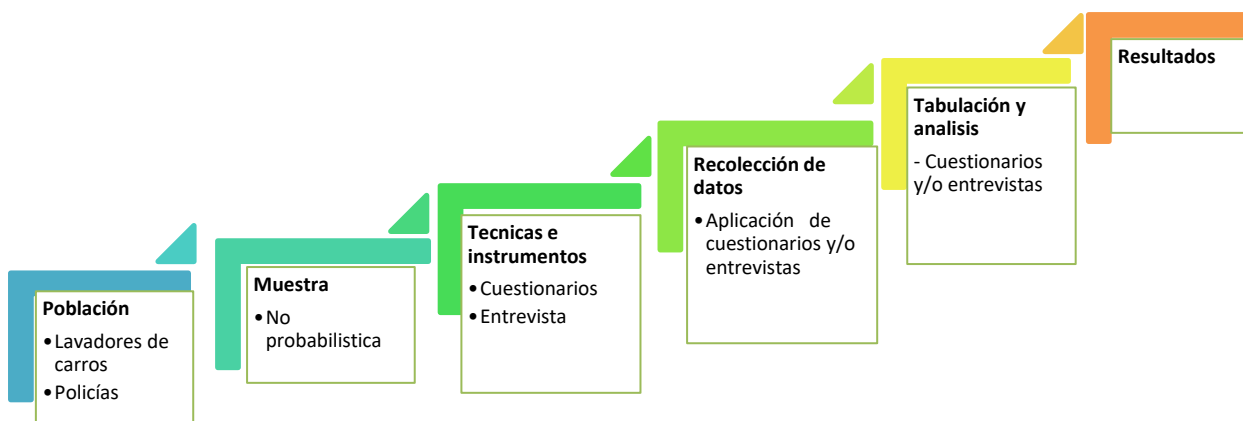 Población
•Lavadores de
carros
•Policías
Muestra
•No
probabilistica
Tecnicas e
instrumentos
•Cuestionarios
•Entrevista
Recolección de
datos
•Aplicación de
cuestionarios y/o
entrevistas
Tabulación y
analisis
- Cuestionarios
y/o entrevistas
Resultados